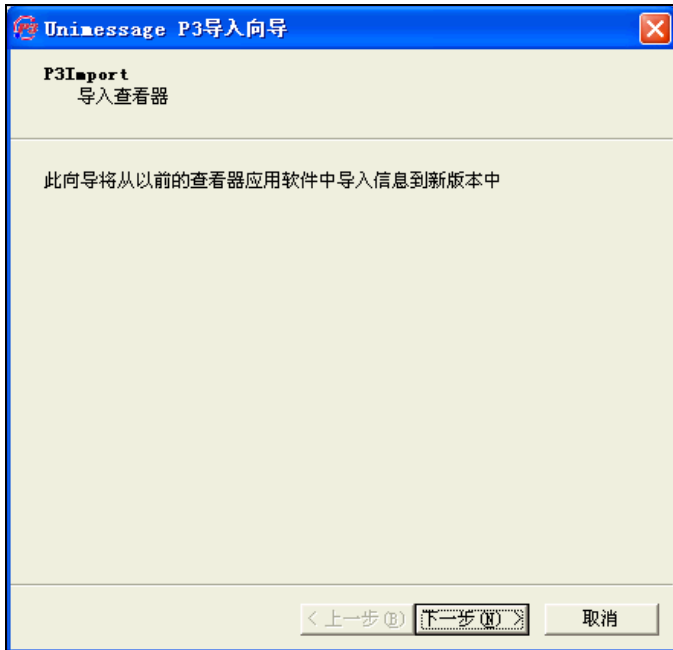 Unimessage P3导入向导
P3Import
导入查看器
此向导将从以前的查看器应用软件中导入信息到新版本中
< 上一步(B)
下一步(N) >
取消